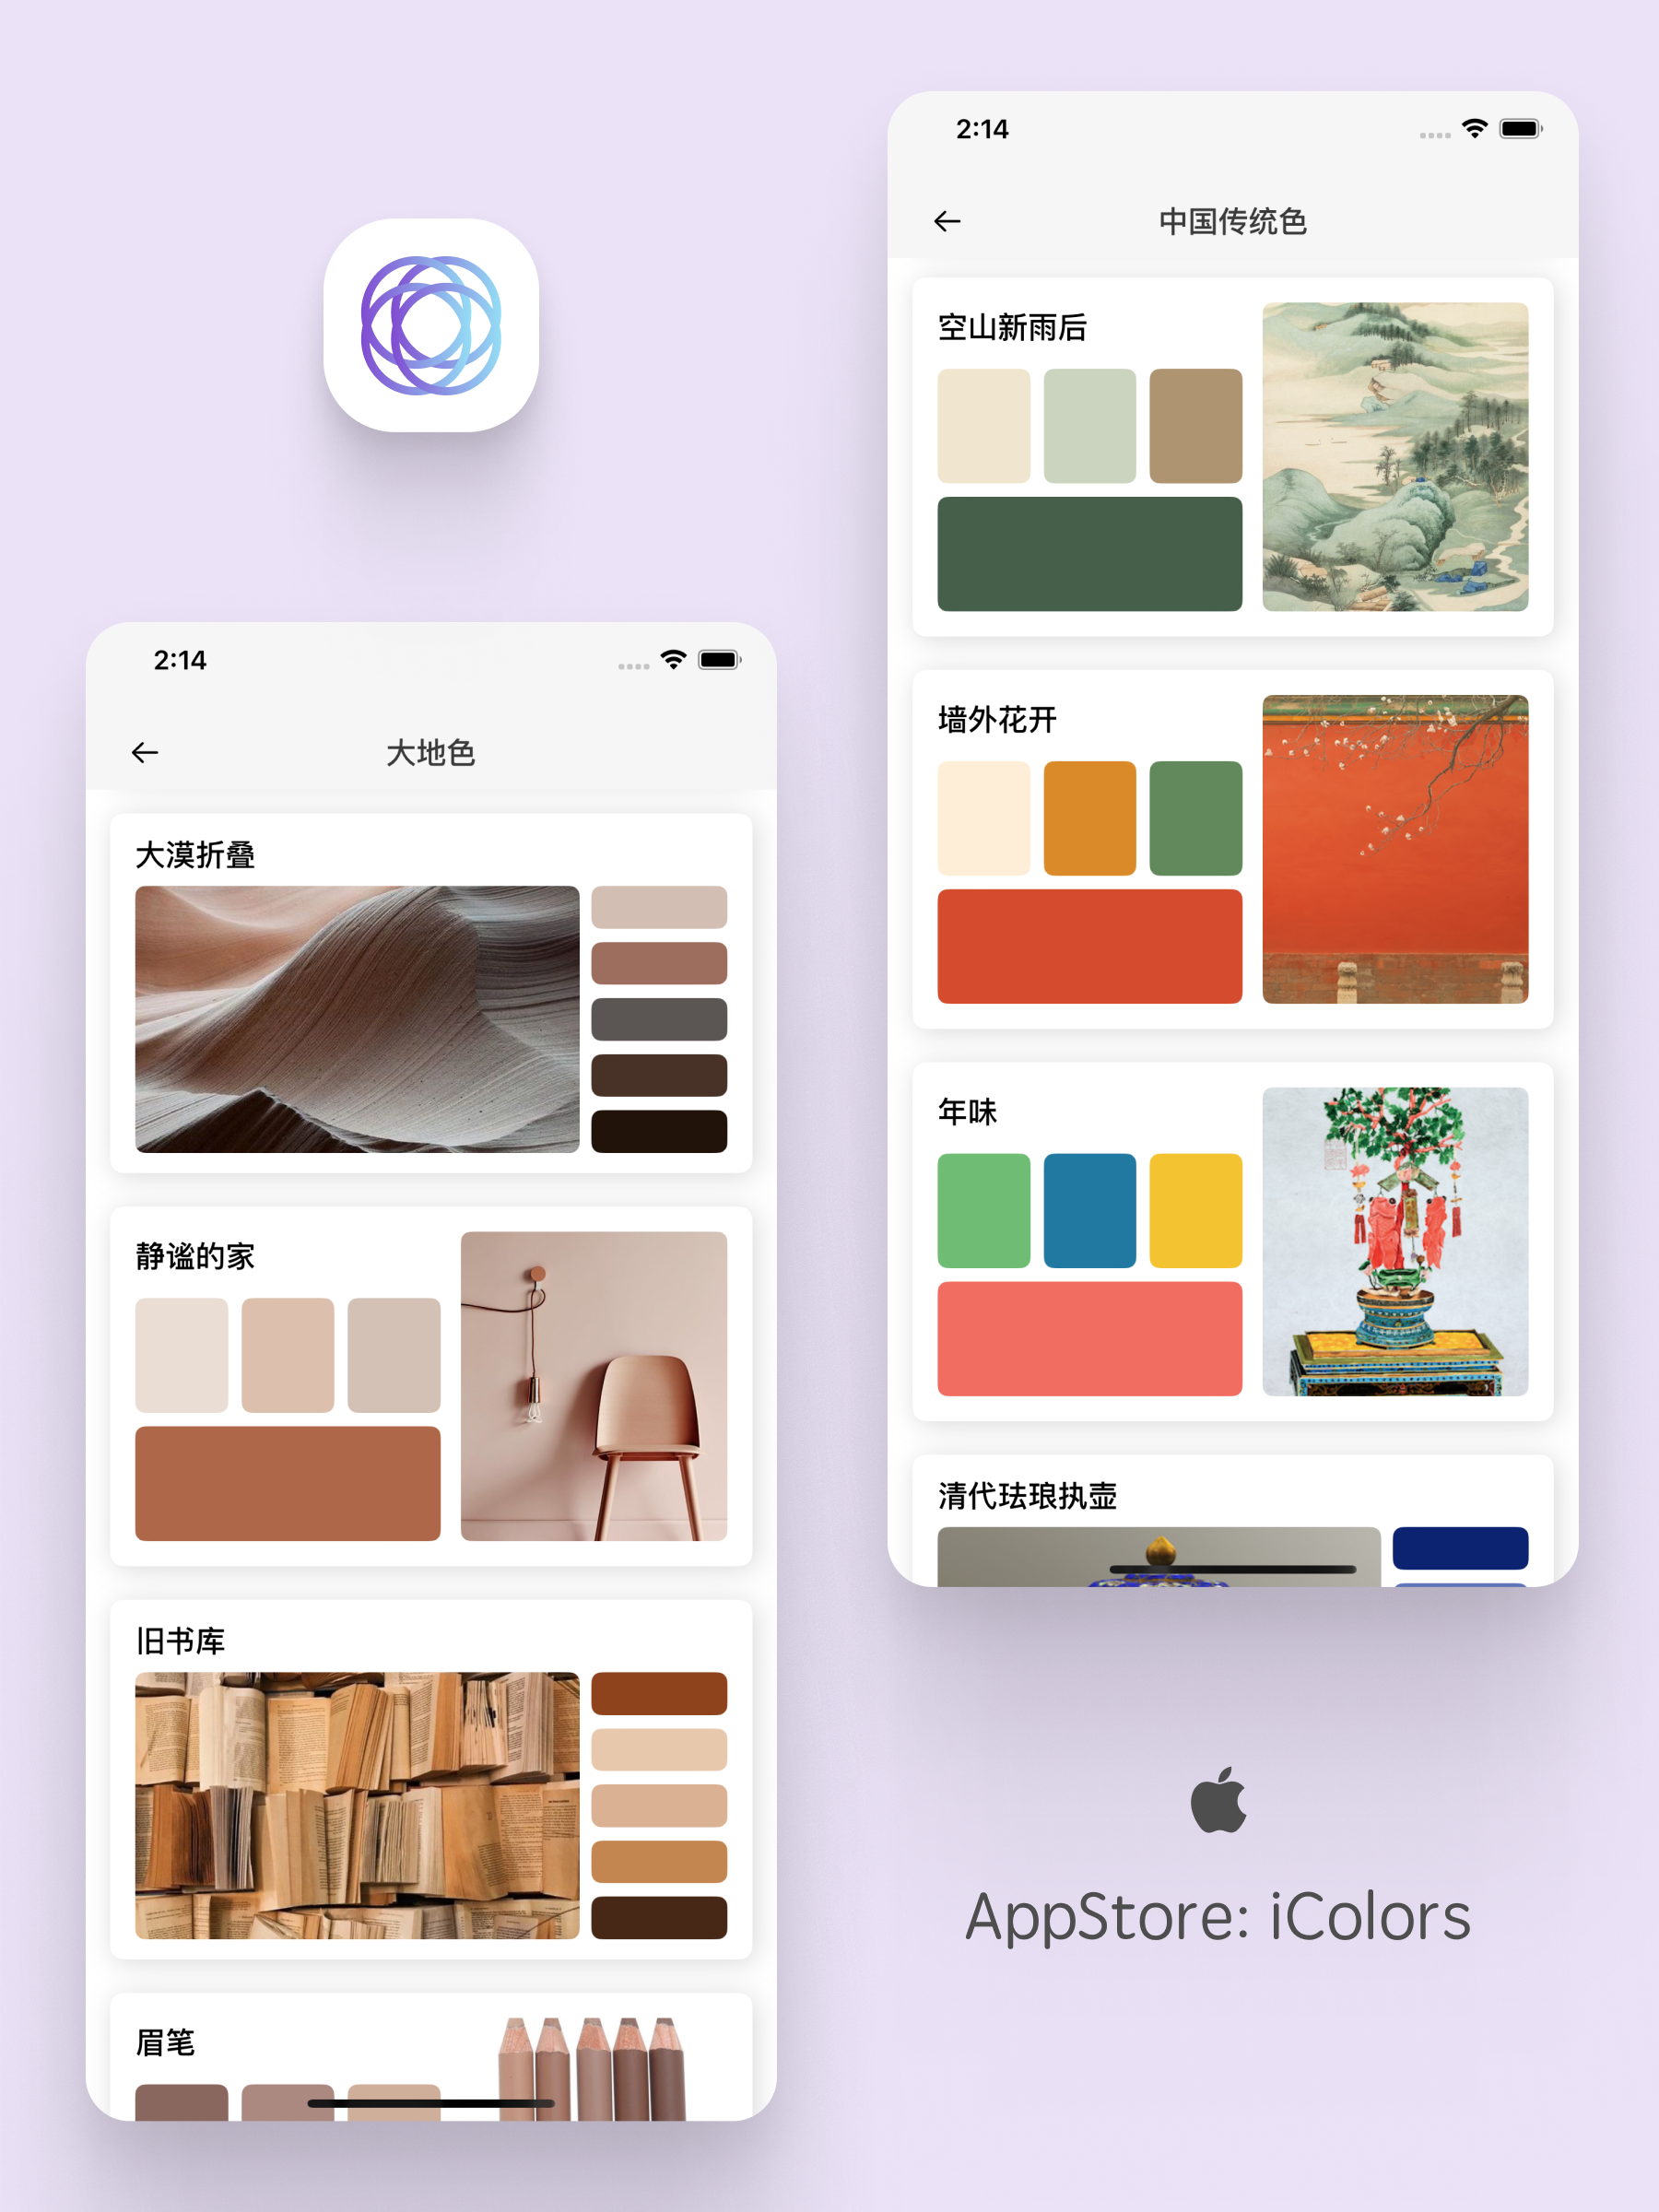 2:14
大地色
大漠折叠
静谧的家
旧书库
眉笔
2:14
中国传统色
空山新雨后
墙外花开
年味
清代珐琅执壶
AppStore: iColors